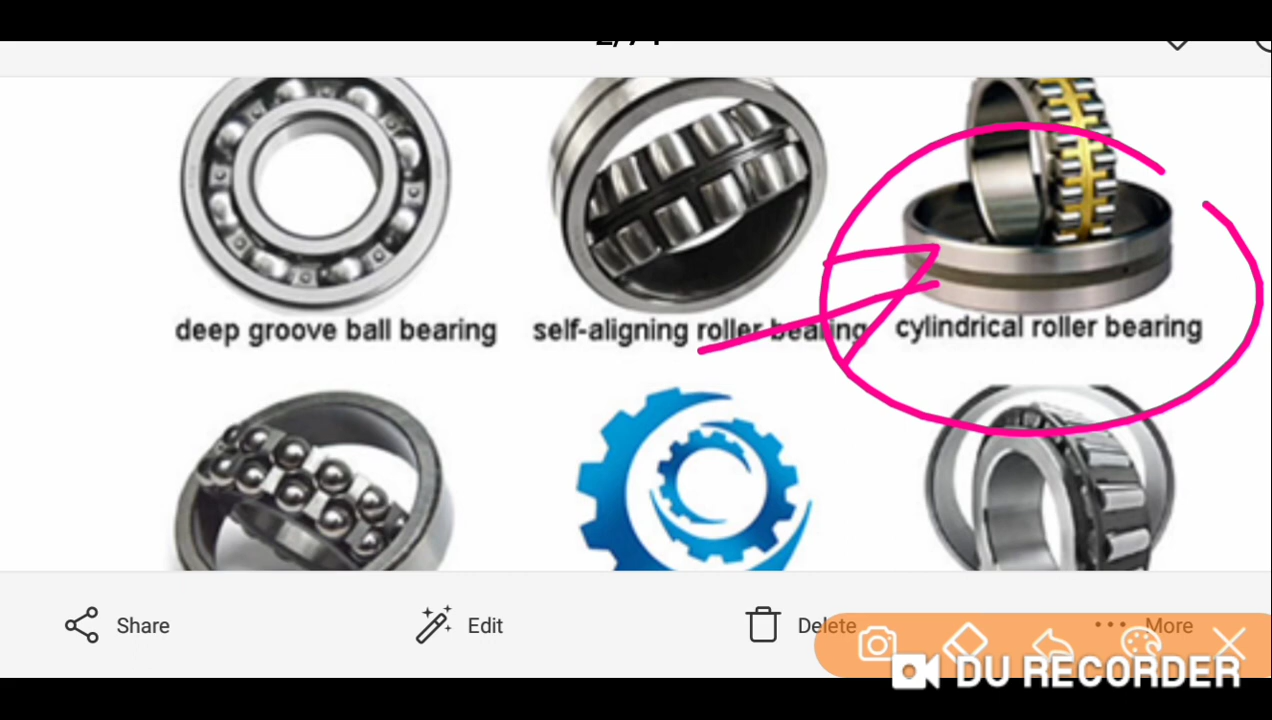 deep groove ball bearing
self-aligning roller bearing
cylindrical roller bearing
Share
Edit
Delete
More
DU RECORDER